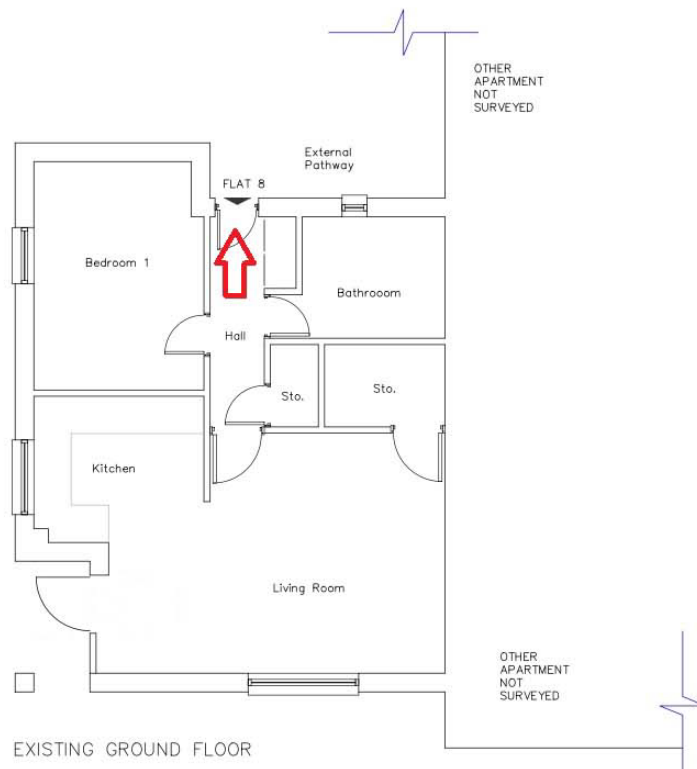 OTHER
APARTMENT
NOT
SURVEYED
External
Pathway
FLAT 8
Bedroom 1
Bathrooom
Hall
Sto.
Sto.
Kitchen
Living Room
OTHER
APARTMENT
NOT
SURVEYED
EXISTING GROUND FLOOR